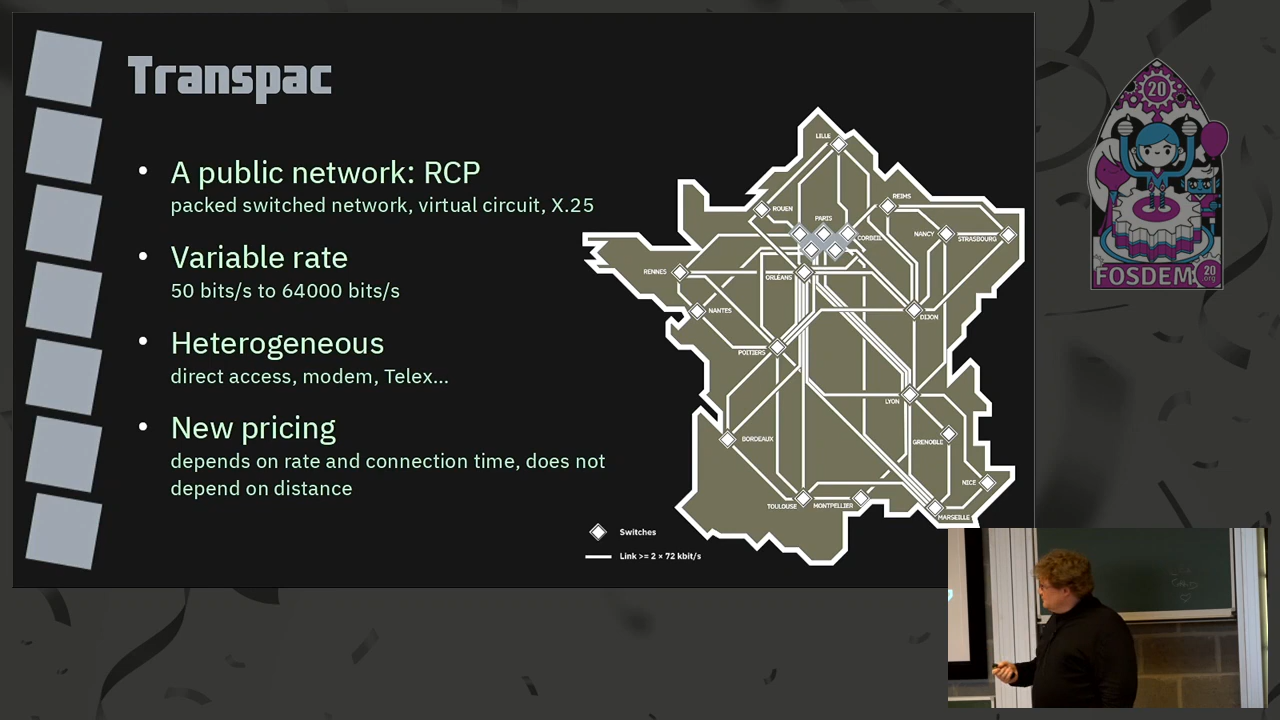 Transpac
• A public network: RCP
packed switched network, virtual circuit, X.25
• Variable rate
50 bits/s to 64000 bits/s
• Heterogeneous
direct access, modem, Telex...
• New pricing
depends on rate and connection time, does not
depend on distance
LILLE
ROUEN
REIMS
PARIS
CORBEIL
NANCY
STRASBOURG
RENNES
ORLÉANS
NANTES
DIJON
POITIERS
LYON
BORDEAUX
GRENOBLE
NICE
TOULOUSE
MONTPELLIER
MARSEILLE
Switches
Link >= 2 × 72 kbit/s
20
FOSDEM
20
org